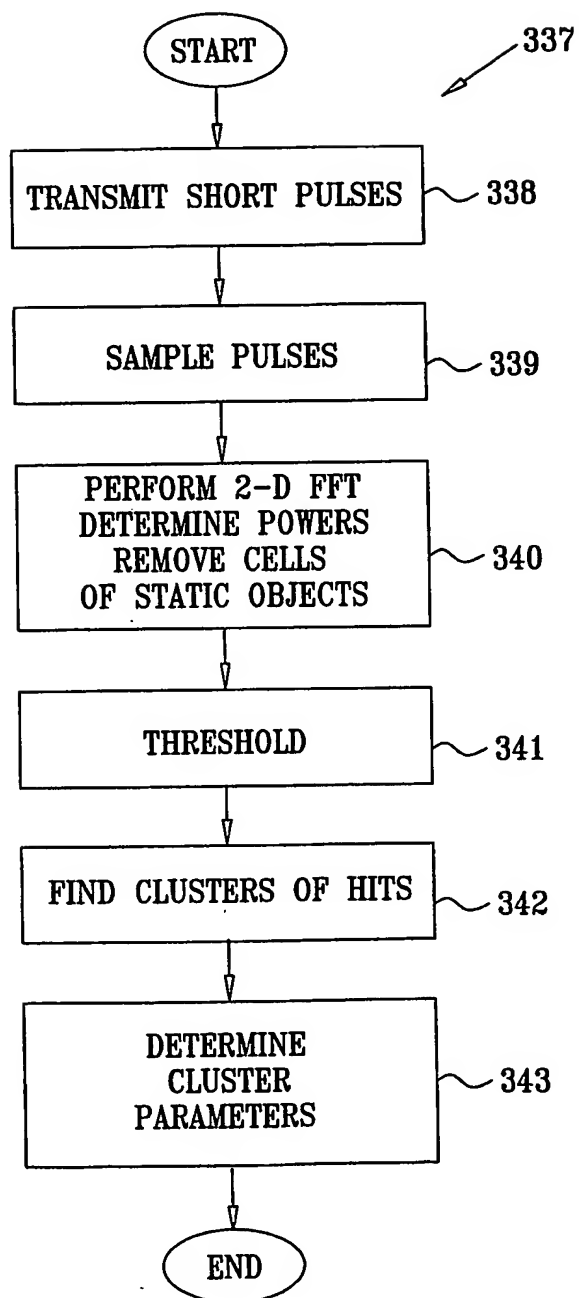 START
337
TRANSMIT SHORT PULSES
338
SAMPLE PULSES
339
PERFORM 2-D FFT
DETERMINE POWERS
REMOVE CELLS
OF STATIC OBJECTS
340
THRESHOLD
341
FIND CLUSTERS OF HITS
342
DETERMINE
CLUSTER
PARAMETERS
343
END